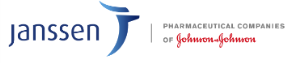 janssen
PHARMACEUTICAL COMPANIES
OF Johnson & Johnson